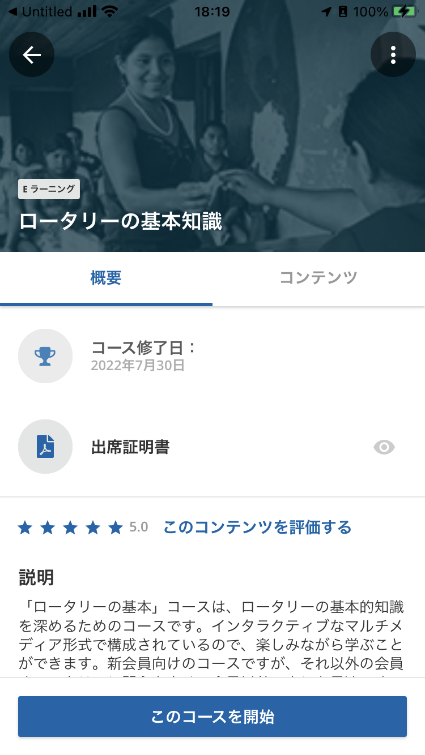 ◀ Untitled 18:19 100%
E ラーニング
ロータリーの基本知識
概要 コンテンツ
コース修了日：
2022年7月30日
出席証明書
5.0 このコンテンツを評価する
説明
「ロータリーの基本」コースは、ロータリーの基本的知識
を深めるためのコースです。インタラクティブなマルチメ
ディア形式で構成されているので、楽しみながら学ぶこと
ができます。新会員向けのコースですが、それ以外の会員
このコースを開始